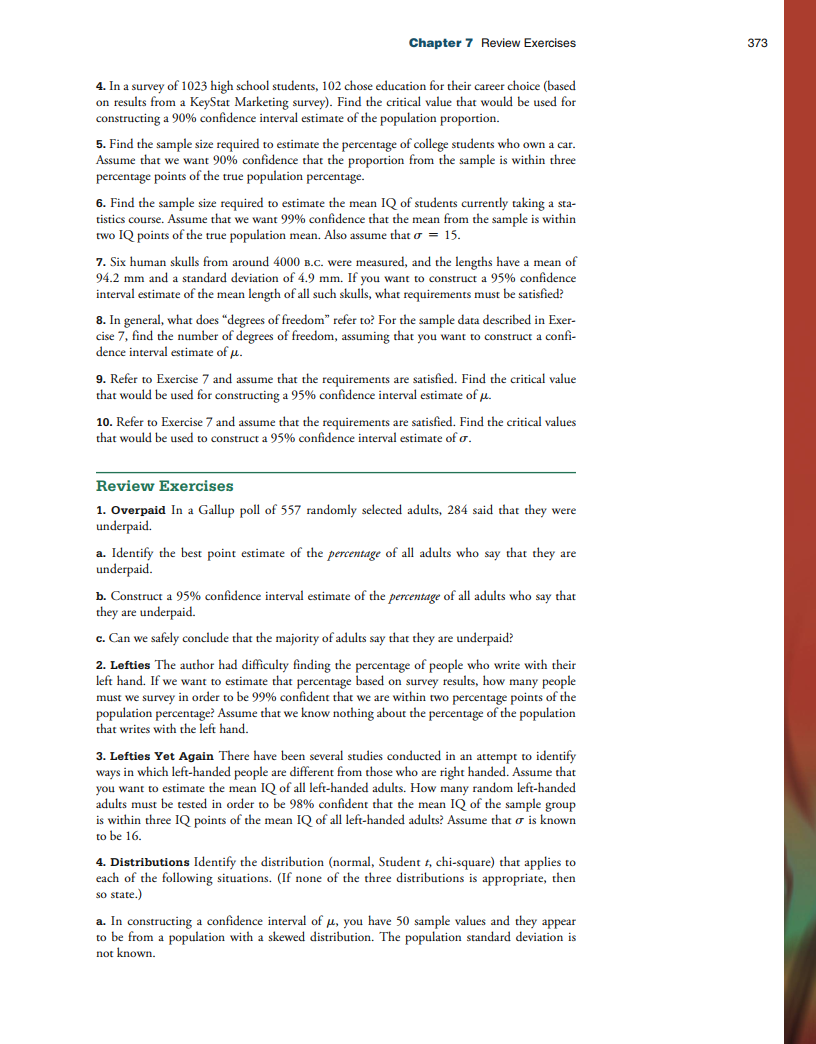 Chapter 7 Review Exercises 373
4. In a survey of 1023 high school students, 102 chose education for their career choice (based
on results from a KeyStat Marketing survey). Find the critical value that would be used for
constructing a 90% confidence interval estimate of the population proportion.
5. Find the sample size required to estimate the percentage of college students who own a car.
Assume that we want 90% confidence that the proportion from the sample is within three
percentage points of the true population percentage.
6. Find the sample size required to estimate the mean IQ of students currently taking a sta-
tistics course. Assume that we want 99% confidence that the mean from the sample is within
two IQ points of the true population mean. Also assume that σ = 15.
7. Six human skulls from around 4000 B.C. were measured, and the lengths have a mean of
94.2 mm and a standard deviation of 4.9 mm. If you want to construct a 95% confidence
interval estimate of the mean length of all such skulls, what requirements must be satisfied?
8. In general, what does “degrees of freedom” refer to? For the sample data described in Exer-
cise 7, find the number of degrees of freedom, assuming that you want to construct a confi-
dence interval estimate of μ.
9. Refer to Exercise 7 and assume that the requirements are satisfied. Find the critical value
that would be used for constructing a 95% confidence interval estimate of μ.
10. Refer to Exercise 7 and assume that the requirements are satisfied. Find the critical values
that would be used to construct a 95% confidence interval estimate of σ.
Review Exercises
1. Overpaid In a Gallup poll of 557 randomly selected adults, 284 said that they were
underpaid.
a. Identify the best point estimate of the percentage of all adults who say that they are
underpaid.
b. Construct a 95% confidence interval estimate of the percentage of all adults who say that
they are underpaid.
c. Can we safely conclude that the majority of adults say that they are underpaid?
2. Lefties The author had difficulty finding the percentage of people who write with their
left hand. If we want to estimate that percentage based on survey results, how many people
must we survey in order to be 99% confident that we are within two percentage points of the
population percentage? Assume that we know nothing about the percentage of the population
that writes with the left hand.
3. Lefties Yet Again There have been several studies conducted in an attempt to identify
ways in which left-handed people are different from those who are right handed. Assume that
you want to estimate the mean IQ of all left-handed adults. How many random left-handed
adults must be tested in order to be 98% confident that the mean IQ of the sample group
is within three IQ points of the mean IQ of all left-handed adults? Assume that σ is known
to be 16.
4. Distributions Identify the distribution (normal, Student t, chi-square) that applies to
each of the following situations. (If none of the three distributions is appropriate, then
so state.)
a. In constructing a confidence interval of μ, you have 50 sample values and they appear
to be from a population with a skewed distribution. The population standard deviation is
not known.